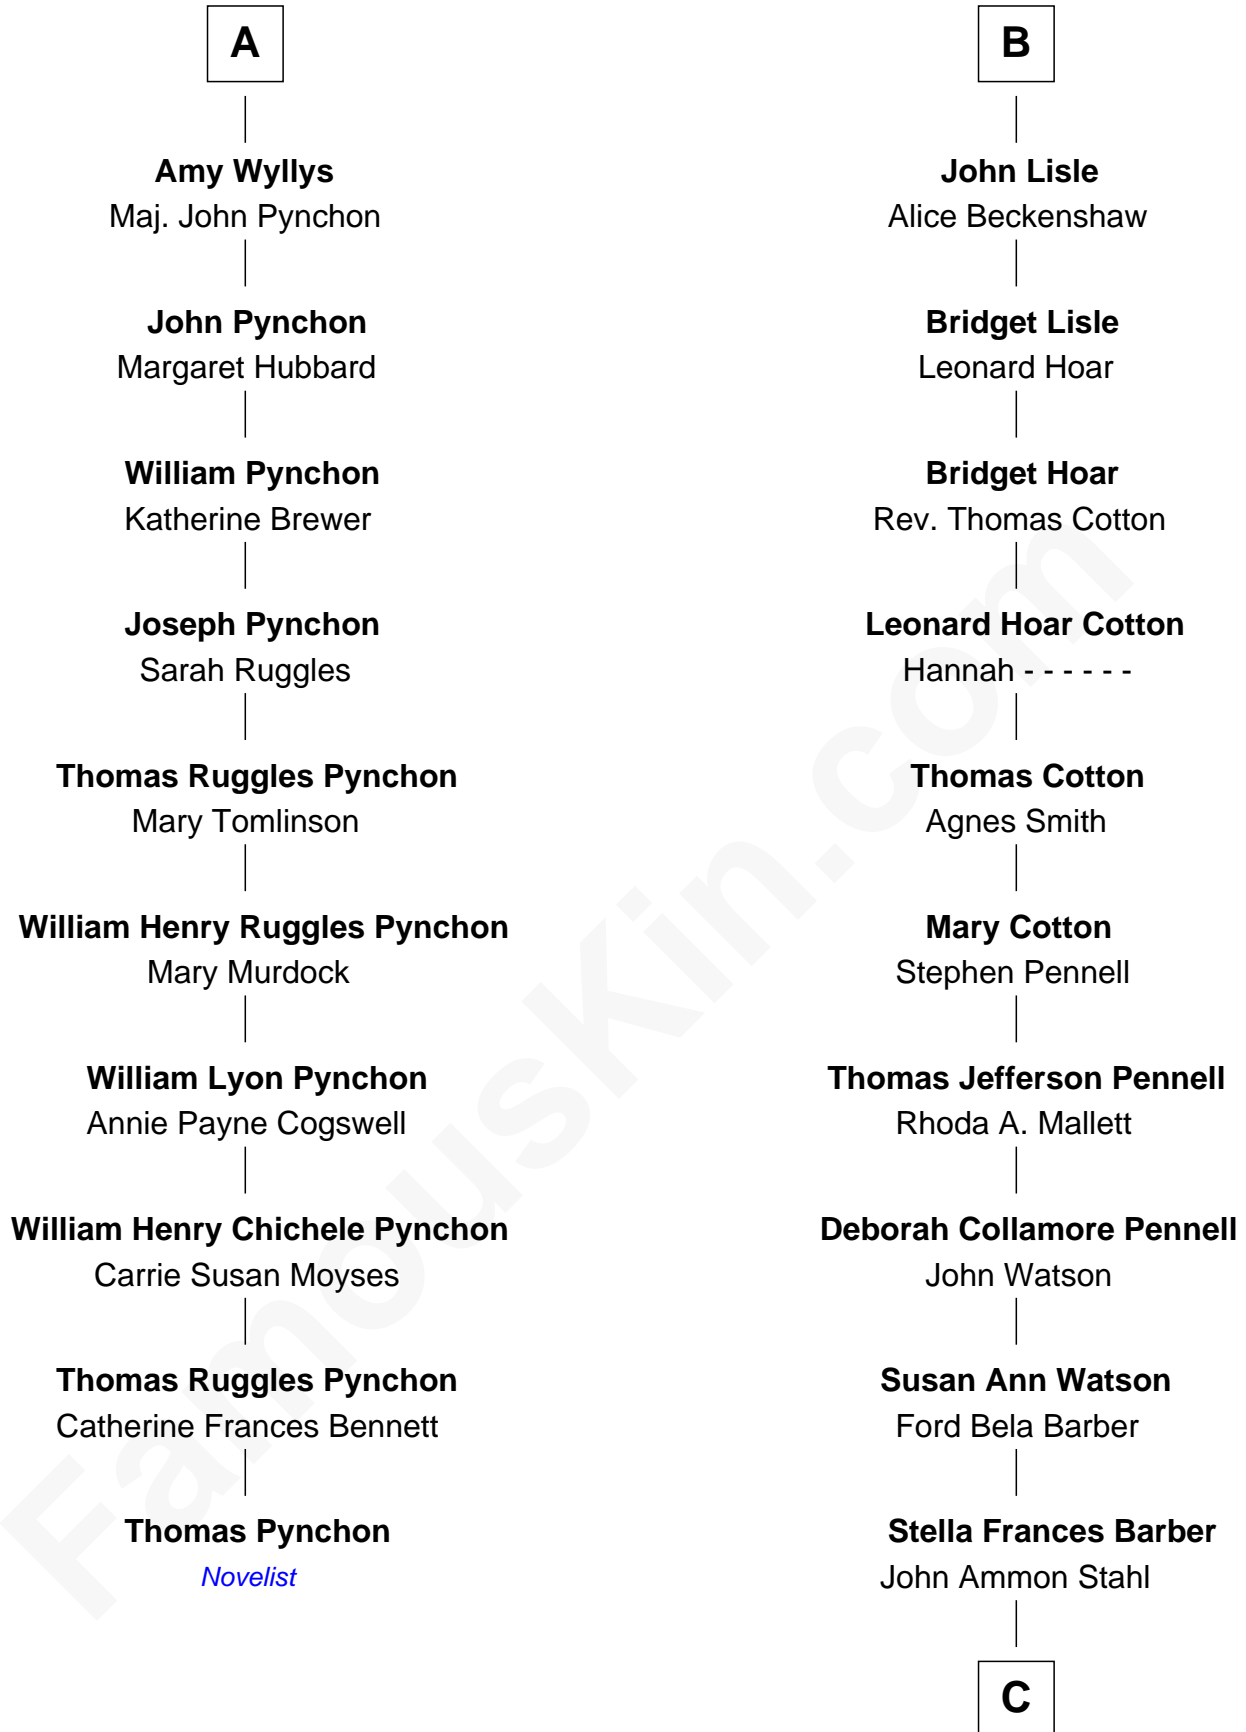 A
Amy Wyllys
Maj. John Pynchon
John Pynchon
Margaret Hubbard
William Pynchon
Katherine Brewer
Joseph Pynchon
Sarah Ruggles
Thomas Ruggles Pynchon
Mary Tomlinson
William Henry Ruggles Pynchon
Mary Murdock
William Lyon Pynchon
Annie Payne Cogswell
William Henry Chichele Pynchon
Carrie Susan Moyses
Thomas Ruggles Pynchon
Catherine Frances Bennett
Thomas Pynchon
Novelist
B
John Lisle
Alice Beckenshaw
Bridget Lisle
Leonard Hoar
Bridget Hoar
Rev. Thomas Cotton
Leonard Hoar Cotton
Hannah - - - - - -
Thomas Cotton
Agnes Smith
Mary Cotton
Stephen Pennell
Thomas Jefferson Pennell
Rhoda A. Mallett
Deborah Collamore Pennell
John Watson
Susan Ann Watson
Ford Bela Barber
Stella Frances Barber
John Ammon Stahl
C
FamousKin.com